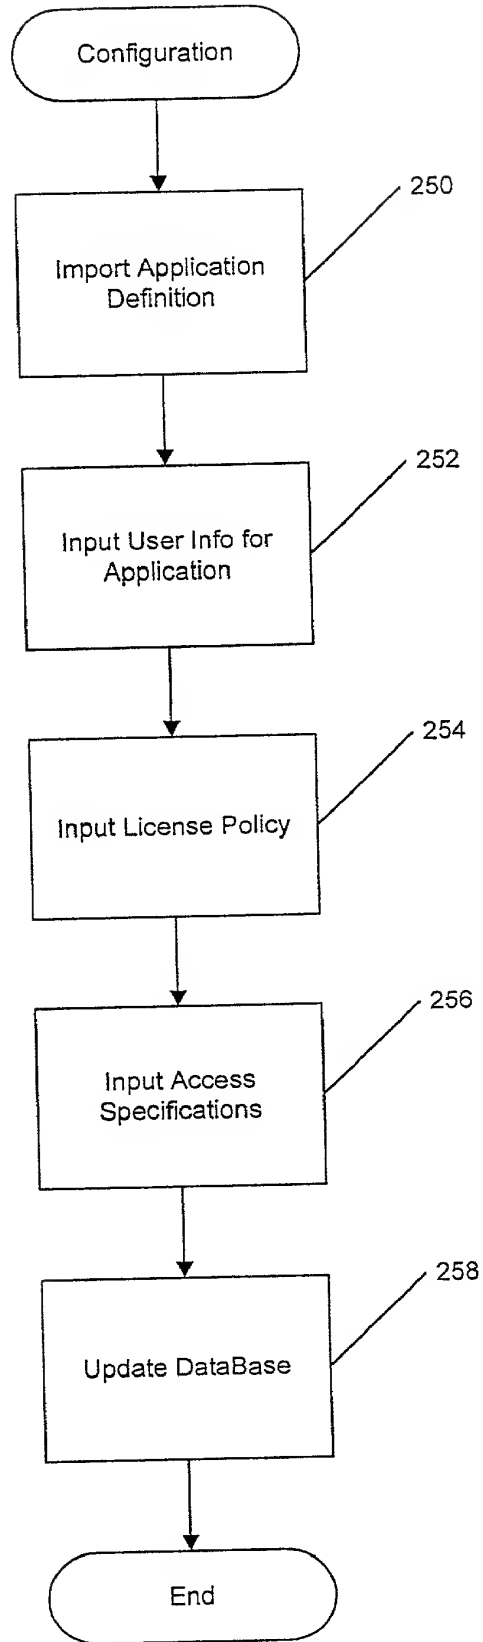 Configuration
250
Import Application
Definition
252
Input User Info for
Application
254
Input License Policy
256
Input Access
Specifications
258
Update DataBase
End